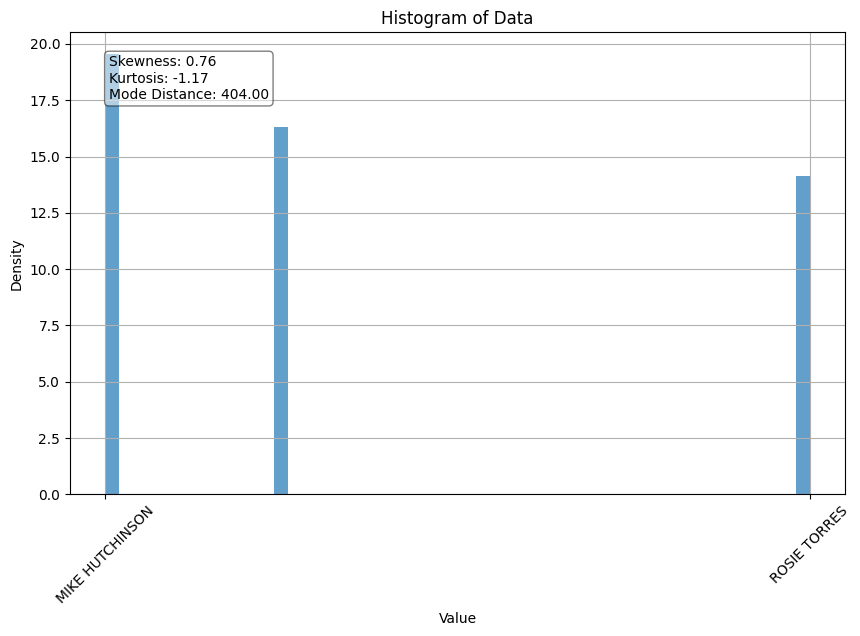 Histogram of Data
20.0
17.5
15.0
12.5
10.0
7.5
5.0
2.5
0.0
Density
Skewness: 0.76
Kurtosis: -1.17
Mode Distance: 404.00
MIKE HUTCHINSON
ROSIE TORRES
Value